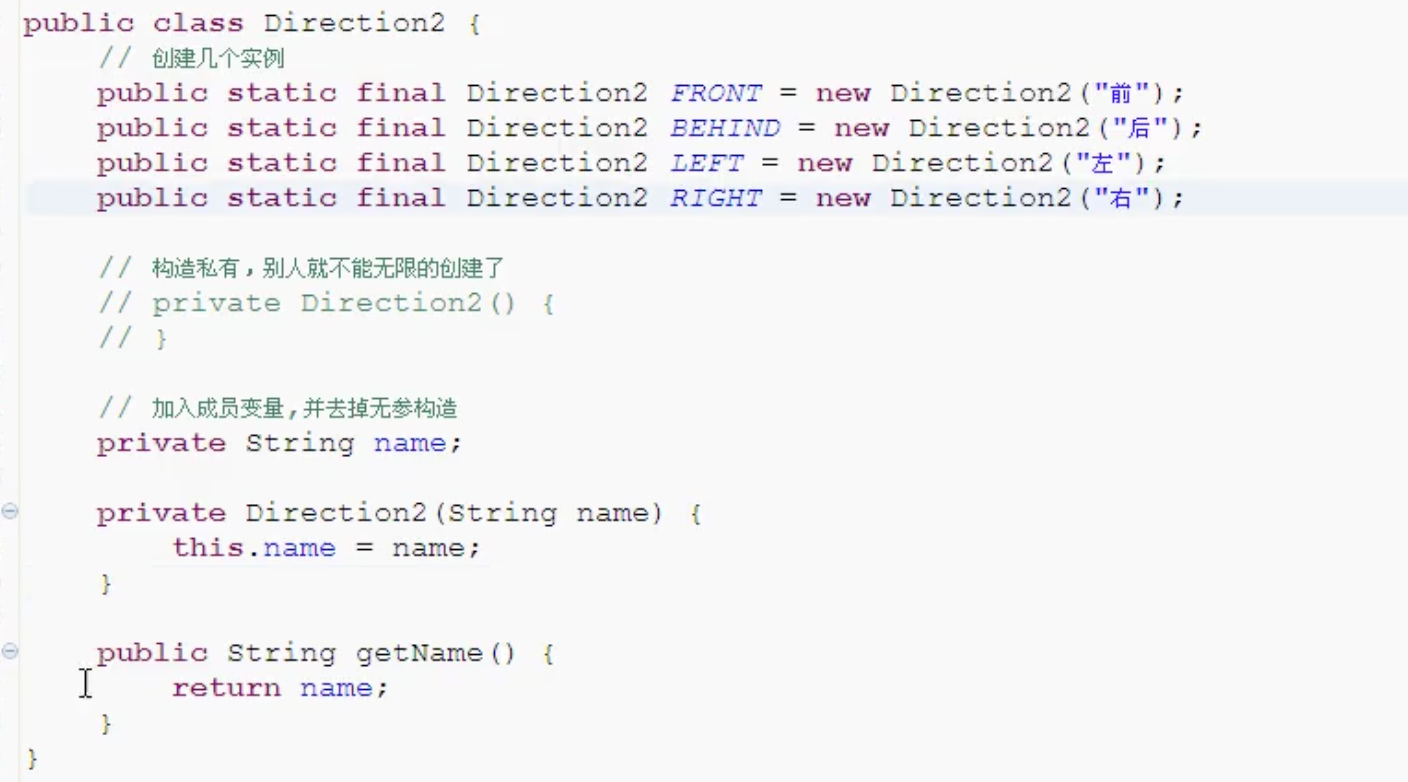 public class Direction2 {
// 创建几个实例
public static final Direction2 FRONT = new Direction2("前");
public static final Direction2 BEHIND = new Direction2("后");
public static final Direction2 LEFT = new Direction2("左");
public static final Direction2 RIGHT = new Direction2("右");
// 构造私有,别人就不能无限的创建了
// private Direction2() {
// }
// 加入成员变量,并去掉无参构造
private String name;
private Direction2(String name) {
this.name = name;
}
public String getName() {
return name;
}
}